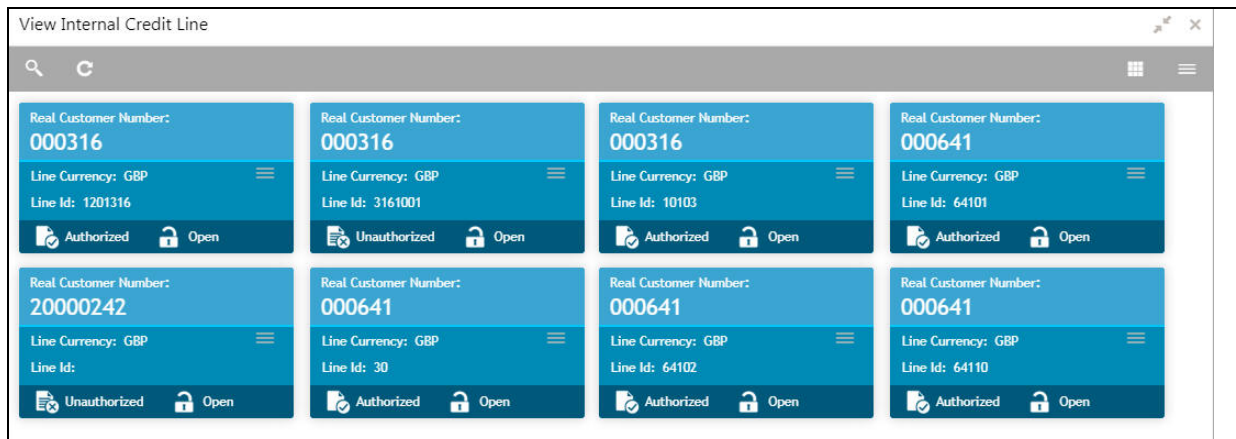 View Internal Credit Line
Real Customer Number:
000316
Line Currency: GBP
Line Id: 1201316
Authorized Open
Real Customer Number:
000316
Line Currency: GBP
Line Id: 3161001
Unauthorized Open
Real Customer Number:
000316
Line Currency: GBP
Line Id: 10103
Authorized Open
Real Customer Number:
000641
Line Currency: GBP
Line Id: 64101
Authorized Open
Real Customer Number:
20000242
Line Currency: GBP
Line Id:
Unauthorized Open
Real Customer Number:
000641
Line Currency: GBP
Line Id: 30
Authorized Open
Real Customer Number:
000641
Line Currency: GBP
Line Id: 64102
Authorized Open
Real Customer Number:
000641
Line Currency: GBP
Line Id: 64110
Authorized Open